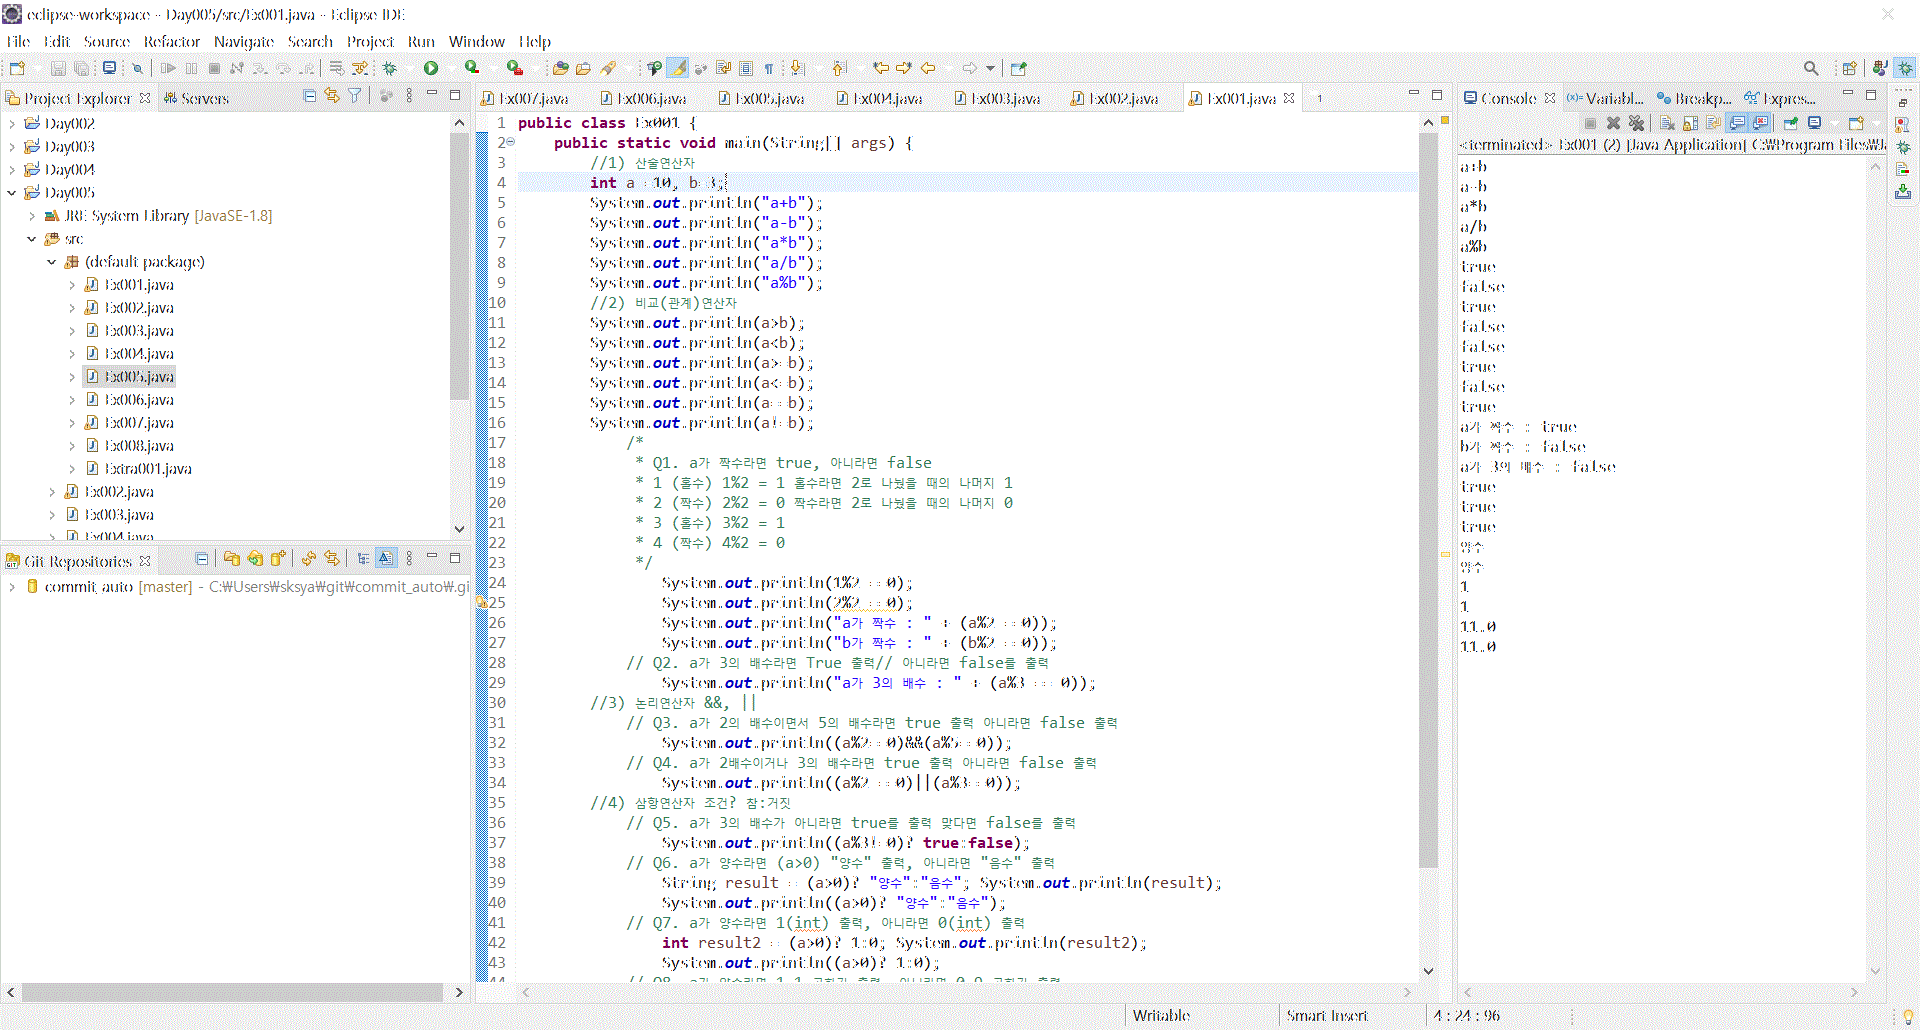 eclipse-workspace - Day005/src/Ex001.java - Eclipse IDE
File Edit Source Refactor Navigate Search Project Run Window Help
Project Explorer
Servers
Day002
Day003
Day004
Day005
JRE System Library [JavaSE-1.8]
src
(default package)
Ex001.java
Ex002.java
Ex003.java
Ex004.java
Ex005.java
Ex006.java
Ex007.java
Ex008.java
Extra001.java
Ex002.java
Ex003.java
Ex004.java
Git Repositories
commit_auto [master] - C:₩Users₩sksya₩git₩commit_auto₩.gi
Ex007.java Ex006.java Ex005.java Ex004.java Ex003.java Ex002.java Ex001.java
1 public class Ex001 {
2 public static void main(String[] args) {
3 //1) 산술연산자
4 int a =10, b=3;
5 System.out.println("a+b");
6 System.out.println("a-b");
7 System.out.println("a*b");
8 System.out.println("a/b");
9 System.out.println("a%b");
10 //2) 비교(관계)연산자
11 System.out.println(a>b);
12 System.out.println(a<b);
13 System.out.println(a>=b);
14 System.out.println(a<=b);
15 System.out.println(a==b);
16 System.out.println(a!=b);
17 /*
18 * Q1. a가 짝수라면 true, 아니라면 false
19 * 1 (홀수) 1%2 = 1 홀수라면 2로 나눴을 때의 나머지 1
20 * 2 (짝수) 2%2 = 0 짝수라면 2로 나눴을 때의 나머지 0
21 * 3 (홀수) 3%2 = 1
22 * 4 (짝수) 4%2 = 0
23 */
24 System.out.println(1%2 ==0);
25 System.out.println(2%2 ==0);
26 System.out.println("a가 짝수 : " + (a%2 ==0));
27 System.out.println("b가 짝수 : " + (b%2 ==0));
28 // Q2. a가 3의 배수라면 True 출력// 아니라면 false를 출력
29 System.out.println("a가 3의 배수 : " + (a%3 == 0));
30 //3) 논리연산자 &&, ||
31 // Q3. a가 2의 배수이면서 5의 배수라면 true 출력 아니라면 false 출력
32 System.out.println((a%2==0)&&(a%5==0));
33 // Q4. a가 2배수이거나 3의 배수라면 true 출력 아니라면 false 출력
34 System.out.println((a%2 ==0)||(a%3==0));
35 //4) 삼항연산자 조건? 참:거짓
36 // Q5. a가 3의 배수가 아니라면 true를 출력 맞다면 false를 출력
37 System.out.println((a%3!=0)? true:false);
38 // Q6. a가 양수라면 (a>0) "양수" 출력, 아니라면 "음수" 출력
39 String result = (a>0)? "양수":"음수"; System.out.println(result);
40 System.out.println((a>0)? "양수":"음수");
41 // Q7. a가 양수라면 1(int) 출력, 아니라면 0(int) 출력
42 int result2 = (a>0)? 1:0; System.out.println(result2);
43 System.out.println((a>0)? 1:0);
Console Variabl... Breakp... Expres...
<terminated> Ex001 (2) [Java Application] C:₩Program Files₩Ja
a+b
a-b
a*b
a/b
a%b
true
false
true
false
false
true
false
true
a가 짝수 : true
b가 짝수 : false
a가 3의 배수 : false
true
true
true
양수
양수
1
1
11.0
11.0
Writable
Smart Insert
4 : 24 : 96